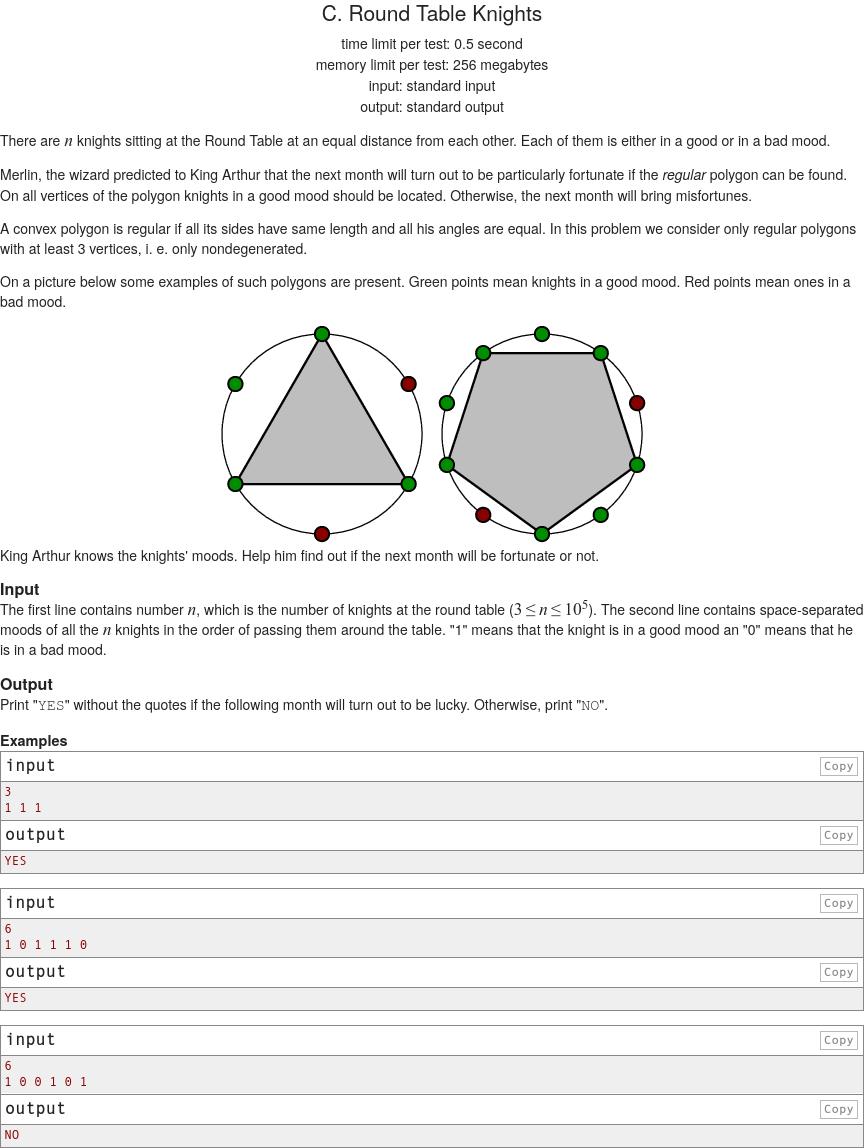 C. Round Table Knights
time limit per test: 0.5 second
memory limit per test: 256 megabytes
input: standard input
output: standard output
There are n knights sitting at the Round Table at an equal distance from each other. Each of them is either in a good or in a bad mood.
Merlin, the wizard predicted to King Arthur that the next month will turn out to be particularly fortunate if the regular polygon can be found.
On all vertices of the polygon knights in a good mood should be located. Otherwise, the next month will bring misfortunes.
A convex polygon is regular if all its sides have same length and all his angles are equal. In this problem we consider only regular polygons
with at least 3 vertices, i. e. only nondegenerated.
On a picture below some examples of such polygons are present. Green points mean knights in a good mood. Red points mean ones in a
bad mood.
King Arthur knows the knights' moods. Help him find out if the next month will be fortunate or not.
Input
The first line contains number n, which is the number of knights at the round table (3 ≤ n ≤ 10^5). The second line contains space-separated
moods of all the n knights in the order of passing them around the table. "1" means that the knight is in a good mood an "0" means that he
is in a bad mood.
Output
Print "YES" without the quotes if the following month will turn out to be lucky. Otherwise, print "NO".
Examples
input Copy
3
1 1 1
output Copy
YES
input Copy
6
1 0 1 1 1 0
output Copy
YES
input Copy
6
1 0 0 1 0 1
output Copy
NO